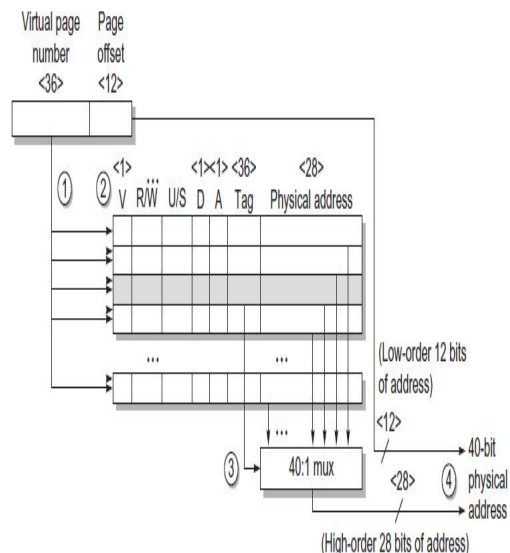 Virtual page number <36>
Page offset <12>
① ②
<1> ... <1><1> <36> <28>
V R/W U/S D A Tag Physical address
... ...
(Low-order 12 bits of address)
<12>
...
③ 40:1 mux
<28> ④
40-bit physical address
(High-order 28 bits of address)